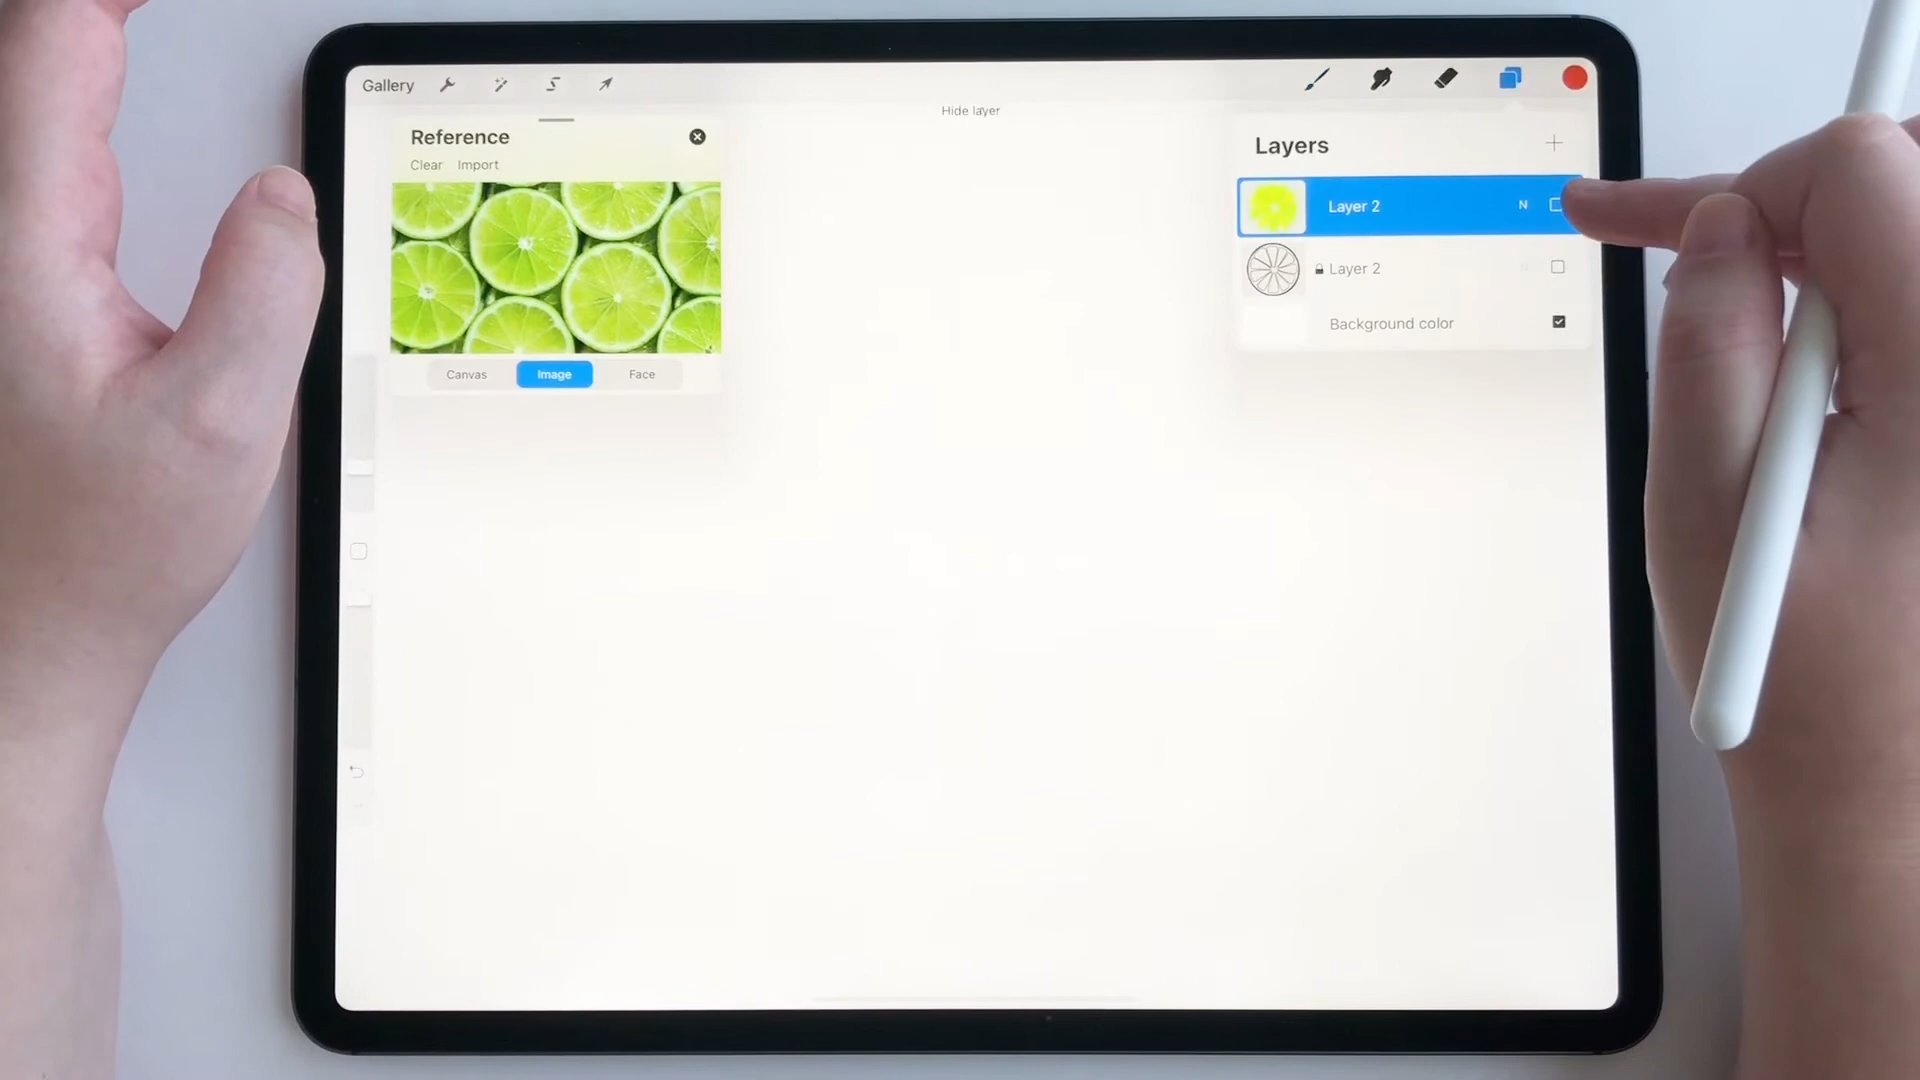 Gallery
Hide layer
Reference
Clear Import
Canvas Image Face
Layers
Layer 2 N
Layer 2
Background color